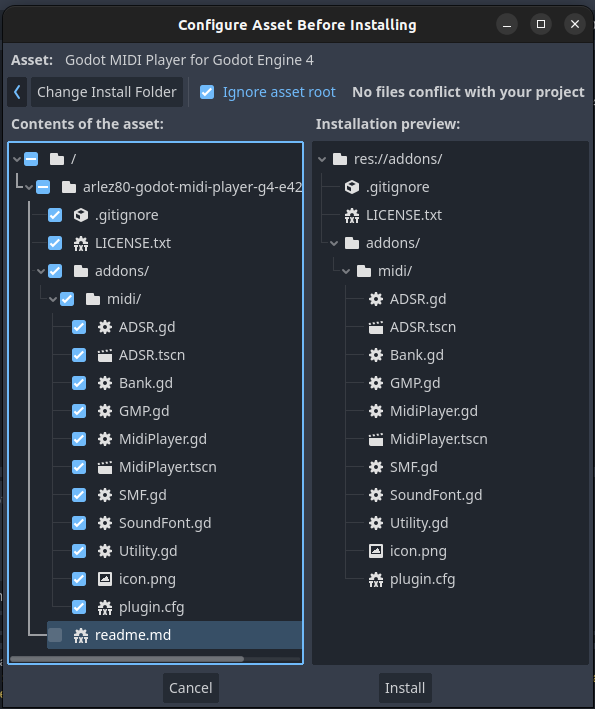 Configure Asset Before Installing
Asset: Godot MIDI Player for Godot Engine 4
Change Install Folder
Ignore asset root
No files conflict with your project
Contents of the asset:
/
arlez80-godot-midi-player-g4-e42
.gitignore
LICENSE.txt
addons/
midi/
ADSR.gd
ADSR.tscn
Bank.gd
GMP.gd
MidiPlayer.gd
MidiPlayer.tscn
SMF.gd
SoundFont.gd
Utility.gd
icon.png
plugin.cfg
readme.md
Installation preview:
res://addons/
.gitignore
LICENSE.txt
addons/
midi/
ADSR.gd
ADSR.tscn
Bank.gd
GMP.gd
MidiPlayer.gd
MidiPlayer.tscn
SMF.gd
SoundFont.gd
Utility.gd
icon.png
plugin.cfg
Cancel
Install